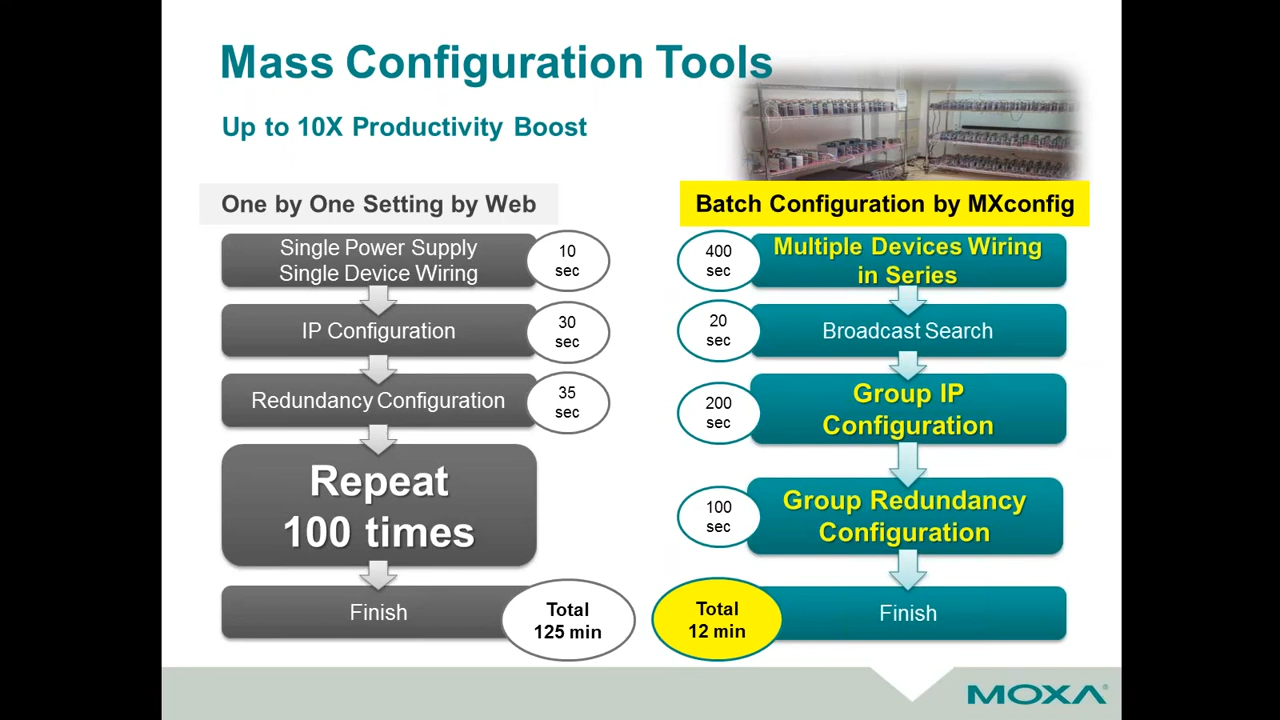 Mass Configuration Tools
Up to 10X Productivity Boost
One by One Setting by Web
Single Power Supply
Single Device Wiring
10
sec
IP Configuration
30
sec
Redundancy Configuration
35
sec
Repeat
100 times
Finish
Total
125 min
Batch Configuration by MXconfig
400
sec
Multiple Devices Wiring
in Series
20
sec
Broadcast Search
200
sec
Group IP
Configuration
100
sec
Group Redundancy
Configuration
Total
12 min
Finish
MOXA®